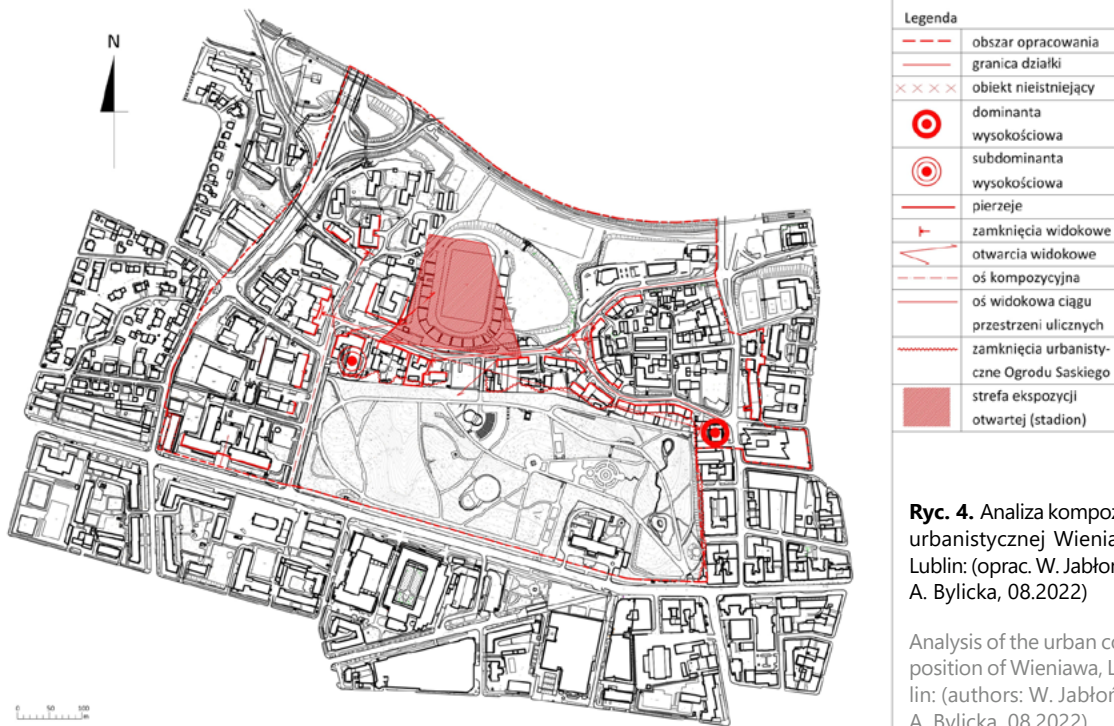 N
0 50 100
m
Legenda
obszar opracowania
granica działki
obiekt nieistniejący
dominanta
wysokościowa
subdominanta
wysokościowa
pierzeje
zamknięcia widokowe
otwarcia widokowe
oś kompozycyjna
oś widokowa ciągu
przestrzeni ulicznych
zamknięcia urbanisty-
czne Ogrodu Saskiego
strefa ekspozycji
otwartej (stadion)
Ryc. 4. Analiza kompoz
urbanistycznej Wienia
Lublin: (oprac. W. Jabłoń
A. Bylicka, 08.2022)
Analysis of the urban co
position of Wieniawa, L
lin: (authors: W. Jabłoń
A. Bylicka, 08.2022)